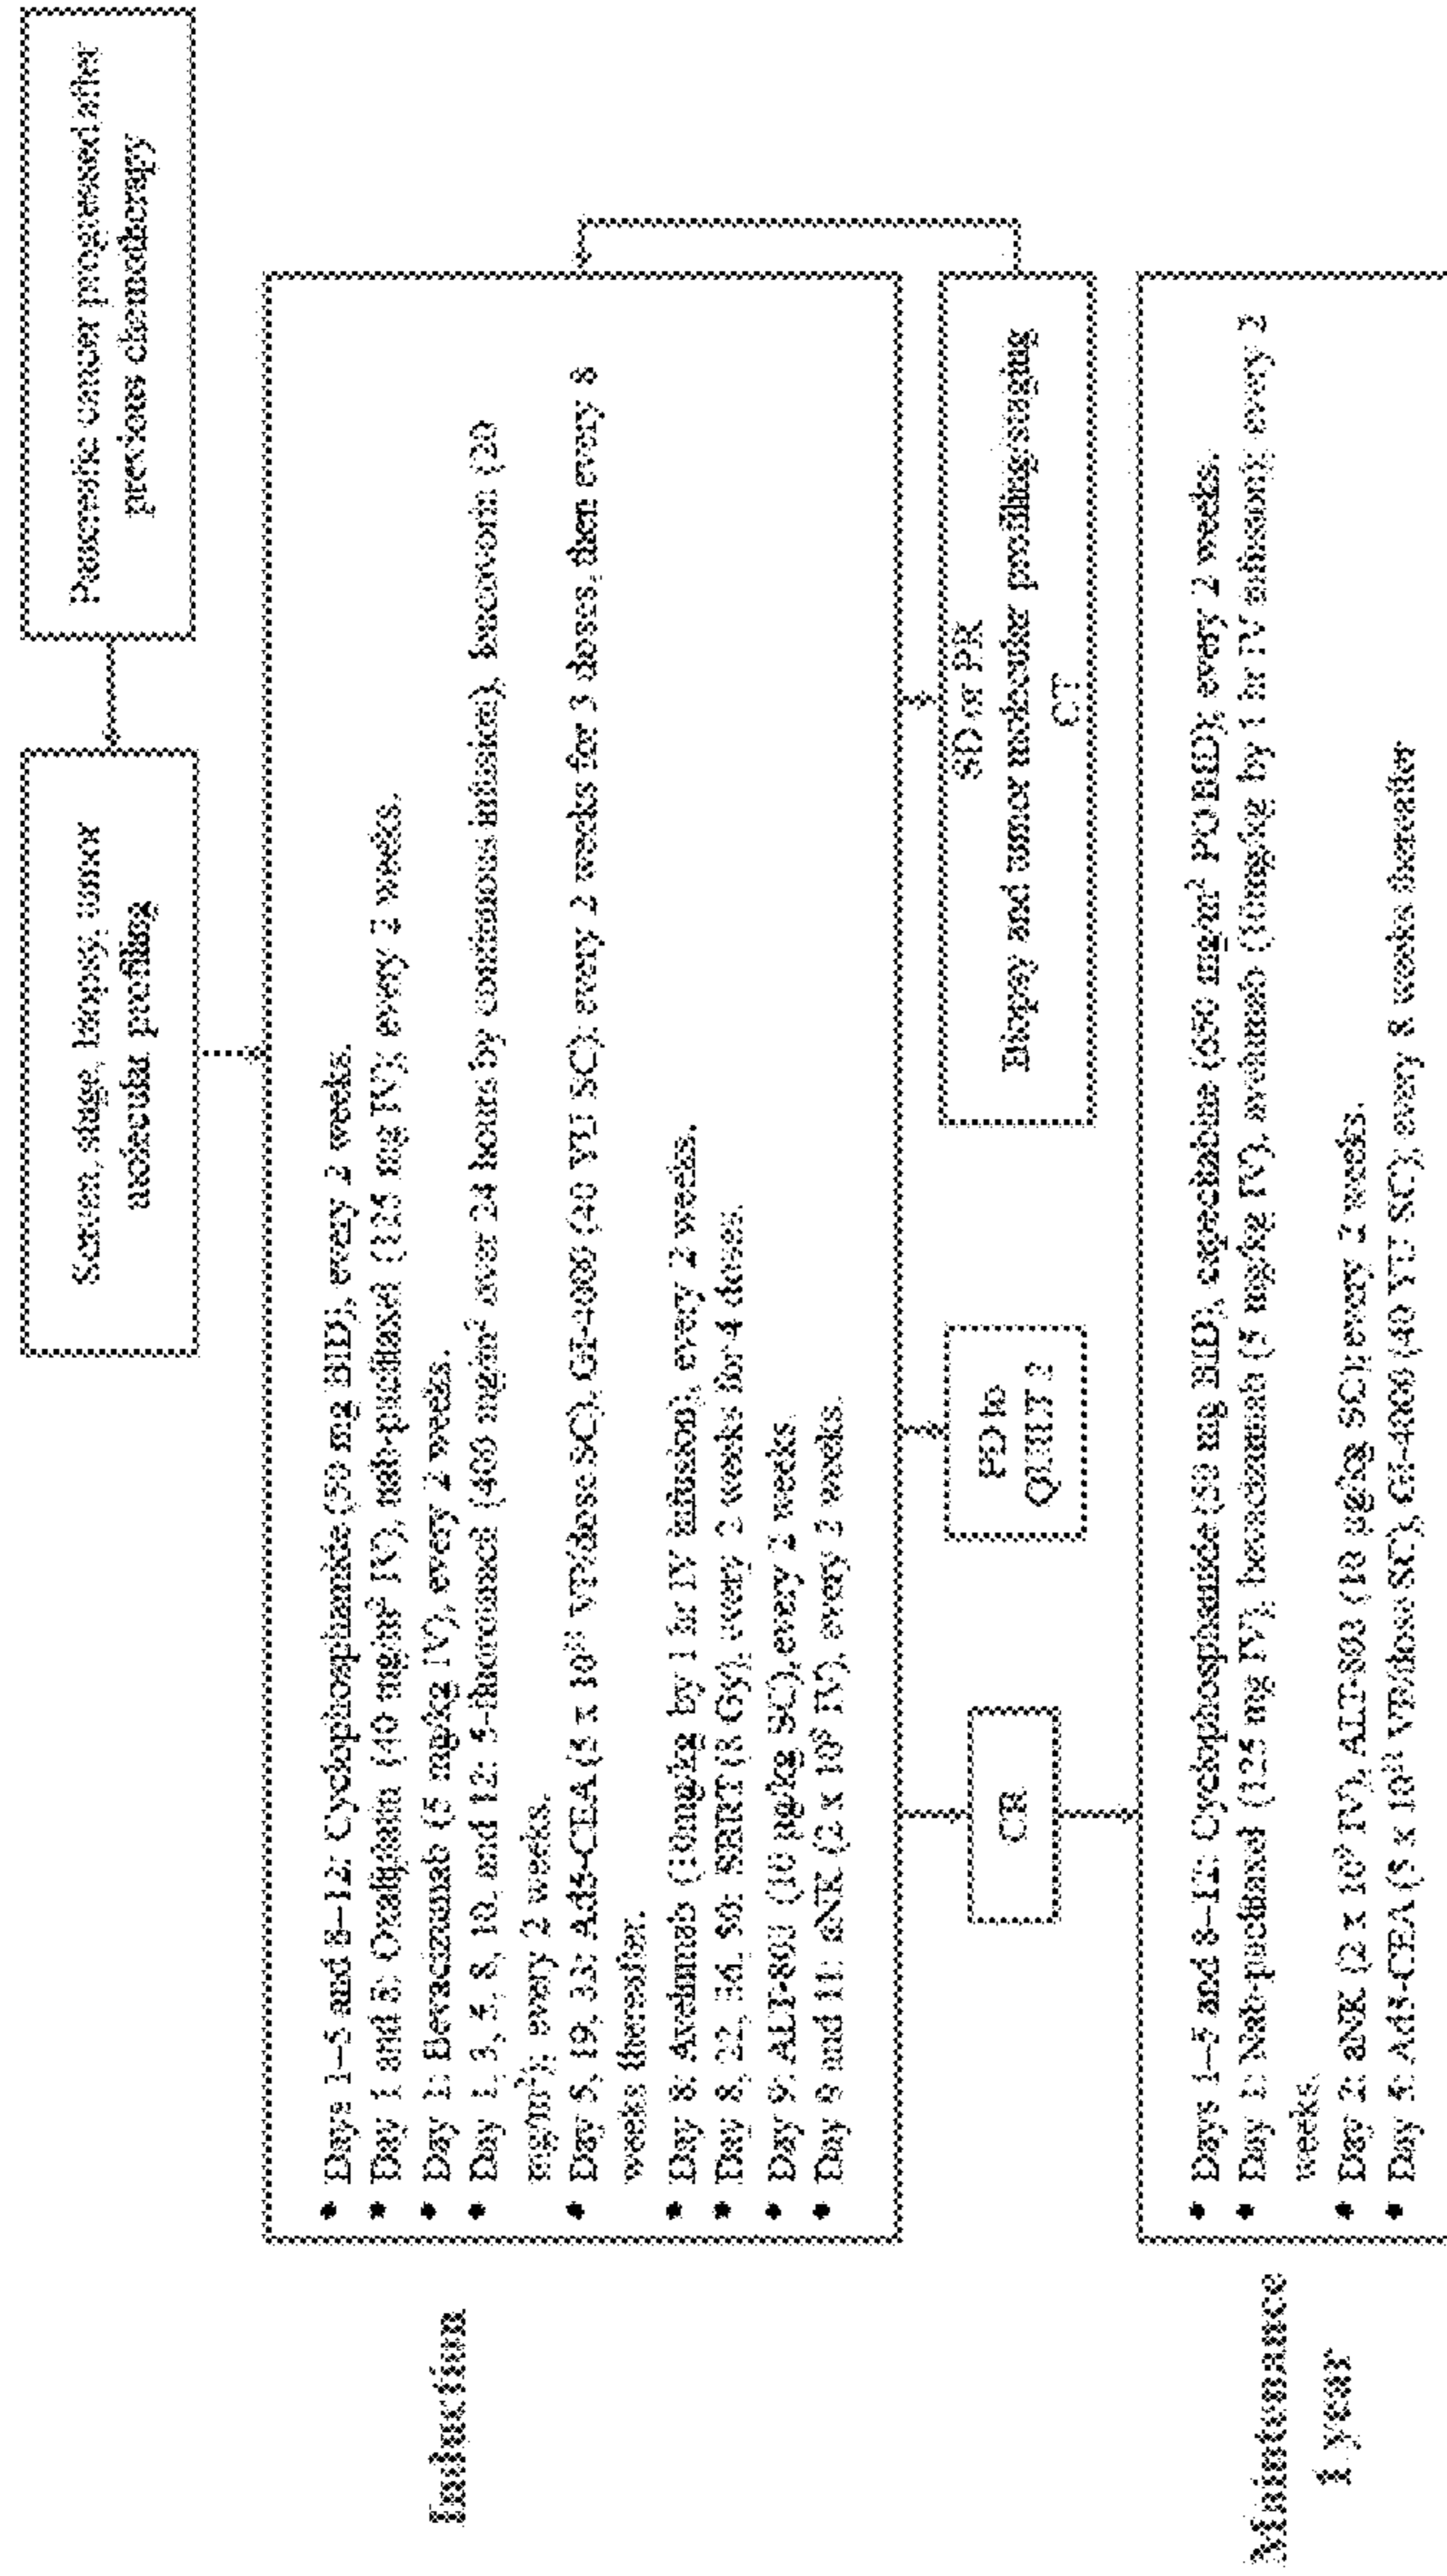 Pancreatic cancer progressed after
previous chemotherapy
Screen, stage, biopsy, tumor
molecular profiling
Induction
• Days 1–5 and 8–12: Cyclophosphamide (50 mg BID), every 2 weeks.
• Day 1 and 8: Oxaliplatin (40 mg/m² IV), nab-paclitaxel (125 mg IV); every 2 weeks.
• Day 1: Bevacizumab (5 mg/kg IV), every 2 weeks.
• Day 1, 3, 5, 8, 10, and 12: 5-fluorouracil (400 mg/m² over 24 hours by continuous infusion), leucovorin (20
mg/m²); every 2 weeks.
• Day 5, 19, 33: Ad5-CEA (5 x 10¹¹ VP/dose SC), GI-4000 (40 YU SC); every 2 weeks for 3 doses, then every 8
weeks thereafter.
• Day 8: Avelumab (10mg/kg by 1 hr IV infusion), every 2 weeks.
• Day 8, 22, 36, 50: SBRT (8 Gy); every 2 weeks for 4 doses.
• Day 9: ALT-803 (10 µg/kg SC), every 2 weeks
• Day 9 and 11: aNK (2 x 10⁹ IV), every 2 weeks.
CR
PD to
QUILT 2
SD or PR
Biopsy and tumor molecular profiling/staging
CT
Maintenance
1 year
• Days 1–5 and 8–12: Cyclophosphamide (50 mg BID), capecitabine (650 mg/m² PO BID); every 2 weeks.
• Day 1: Nab-paclitaxel (125 mg IV); bevacizumab (5 mg/kg IV), avelumab (10mg/kg by 1 hr IV infusion); every 2
weeks.
• Day 2: aNK (2 x 10⁹ IV), ALT-803 (10 µg/kg SC); every 2 weeks.
• Day 5: Ad5-CEA (5 x 10¹¹ VP/dose SC), GI-4000 (40 YU SC); every 8 weeks thereafter